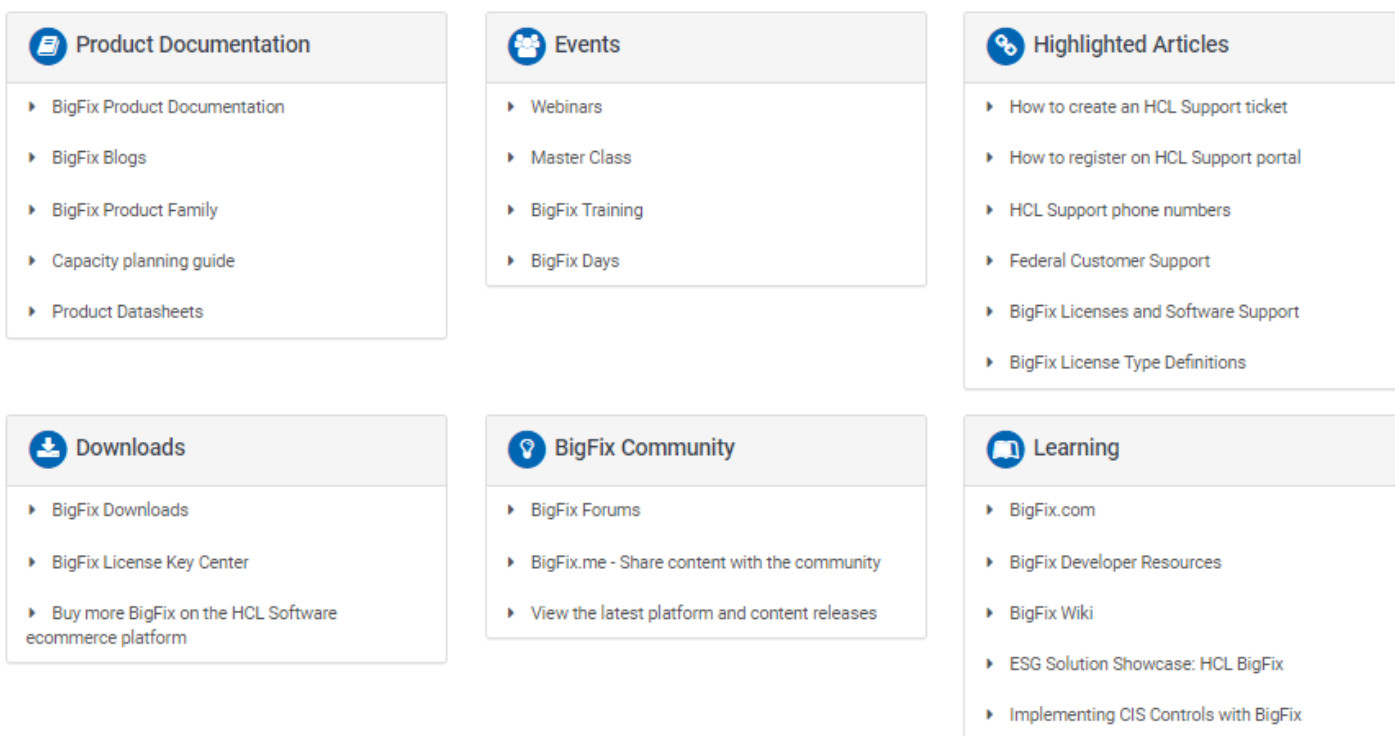 Product Documentation
BigFix Product Documentation
BigFix Blogs
BigFix Product Family
Capacity planning guide
Product Datasheets
Events
Webinars
Master Class
BigFix Training
BigFix Days
Highlighted Articles
How to create an HCL Support ticket
How to register on HCL Support portal
HCL Support phone numbers
Federal Customer Support
BigFix Licenses and Software Support
BigFix License Type Definitions
Downloads
BigFix Downloads
BigFix License Key Center
Buy more BigFix on the HCL Software
ecommerce platform
BigFix Community
BigFix Forums
BigFix.me - Share content with the community
View the latest platform and content releases
Learning
BigFix.com
BigFix Developer Resources
BigFix Wiki
ESG Solution Showcase: HCL BigFix
Implementing CIS Controls with BigFix